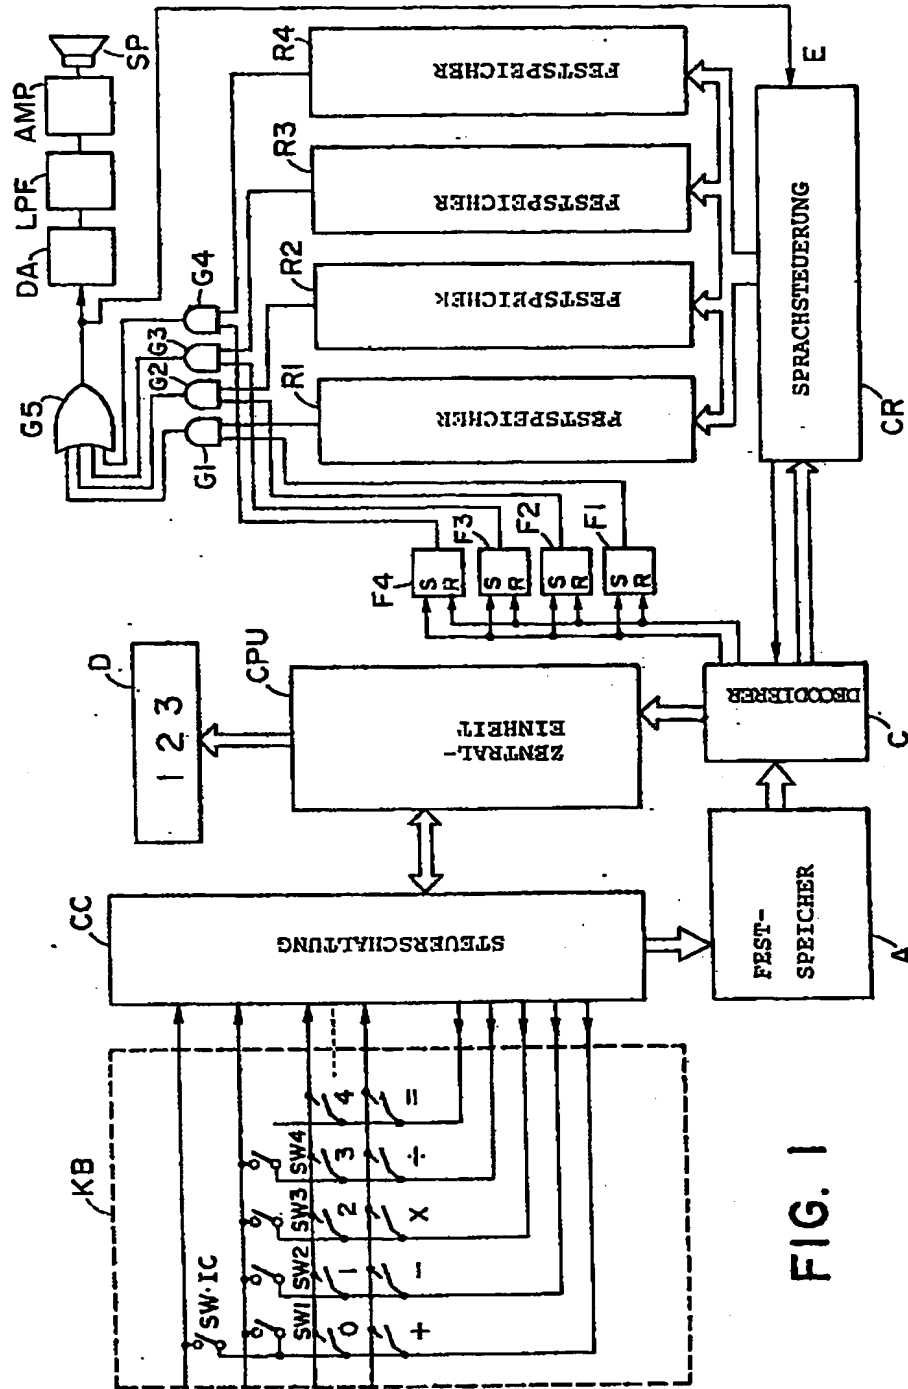 KB
SW·IC
SW1
SW2
SW3
SW4
0
1
2
3
4
+
-
×
÷
=
CC
STEUERSCHALTUNG
D
1 2 3
CPU
ZENTRAL-
EINHEIT
FEST-
SPEICHER
A
DECODIERER
C
F4
S
R
F3
S
R
F2
S
R
F1
S
R
G5
G1
G2
G3
G4
DA
LPF
AMP
SP
R1
FESTSPEICHER
R2
FESTSPEICHER
R3
FESTSPEICHER
R4
FESTSPEICHER
SPRACHSTEUERUNG
CR
E
FIG. 1